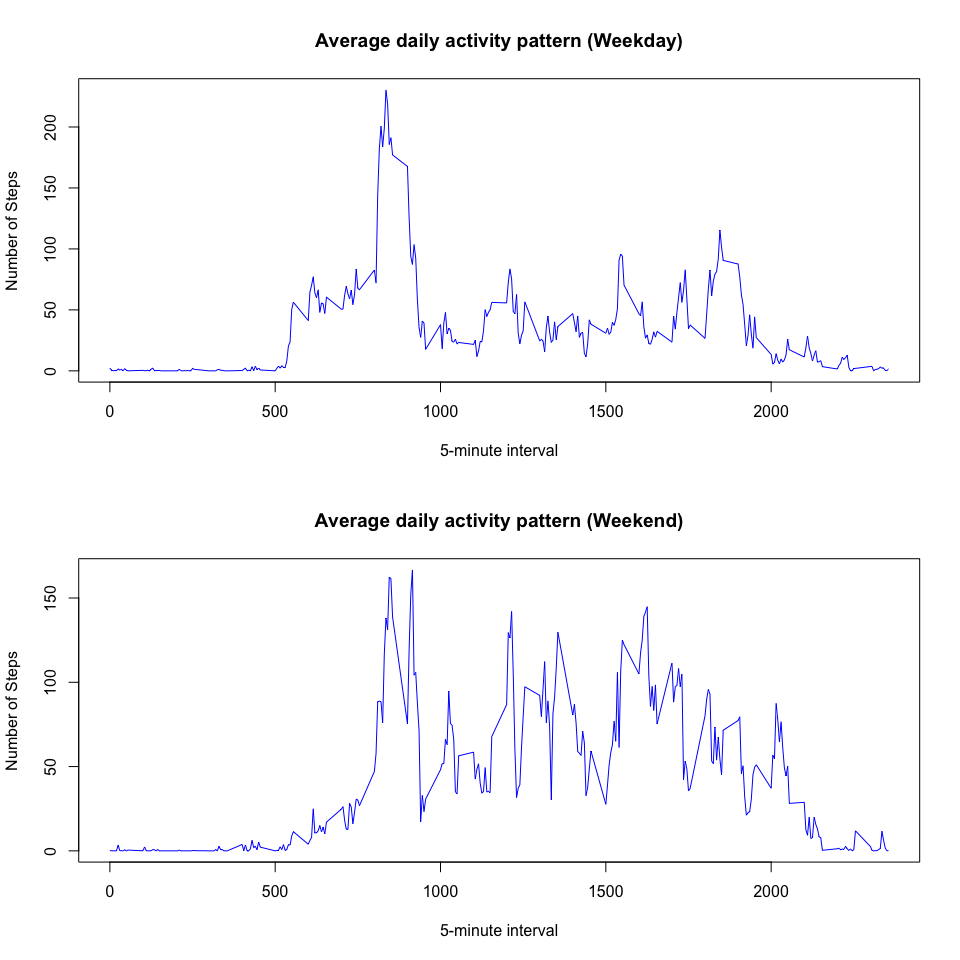 Average daily activity pattern (Weekday)
Number of Steps
200
150
100
50
0
0 500 1000 1500 2000
5-minute interval
Average daily activity pattern (Weekend)
Number of Steps
150
100
50
0
0 500 1000 1500 2000
5-minute interval